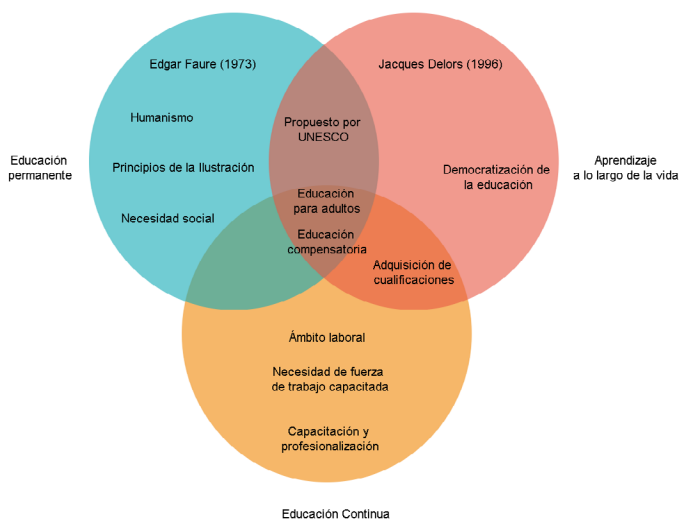 Edgar Faure (1973)
Jacques Delors (1996)
Humanismo
Propuesto por
UNESCO
Educación
permanente
Principios de la Ilustración
Democratización de
la educación
Aprendizaje
a lo largo de la vida
Necesidad social
Educación
para adultos
Educación
compensatoria
Adquisición de
cualificaciones
Ámbito laboral
Necesidad de fuerza
de trabajo capacitada
Capacitación y
profesionalización
Educación Continua